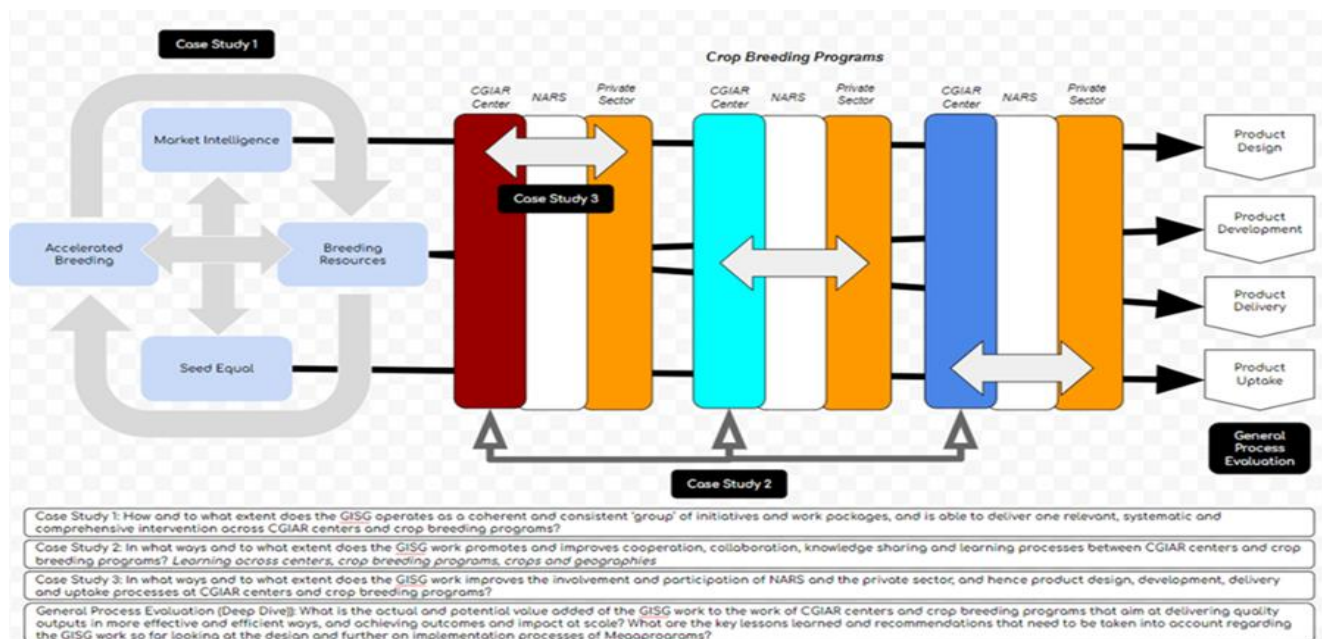 Case Study 1
Crop Breeding Programs
CGIAR
Center
NARS
Private
Sector
CGIAR
Center
NARS
Private
Sector
CGIAR
Center
NARS
Private
Sector
Market Intelligence
Accelerated
Breeding
Breeding
Resources
Seed Equal
Case Study 3
Product
Design
Product
Development
Product
Delivery
Product
Uptake
General
Process
Evaluation
Case Study 2
Case Study 1: How and to what extent does the GISG operates as a coherent and consistent 'group' of initiatives and work packages, and is able to deliver one relevant, systematic and
comprehensive intervention across CGIAR centers and crop breeding programs?
Case Study 2: In what ways and to what extent does the GISG work promotes and improves cooperation, collaboration, knowledge sharing and learning processes between CGIAR centers and crop
breeding programs? Learning across centers, crop breeding programs, crops and geographies
Case Study 3: In what ways and to what extent does the GISG work improves the involvement and participation of NARS and the private sector, and hence product design, development, delivery
and uptake processes at CGIAR centers and crop breeding programs?
General Process Evaluation (Deep Dive)): What is the actual and potential value added of the GISG work to the work of CGIAR centers and crop breeding programs that aim at delivering quality
outputs in more effective and efficient ways, and achieving outcomes and impact at scale? What are the key lessons learned and recommendations that need to be taken into account regarding
the GISG work so far looking at the design and further on implementation processes of Megaprograms?